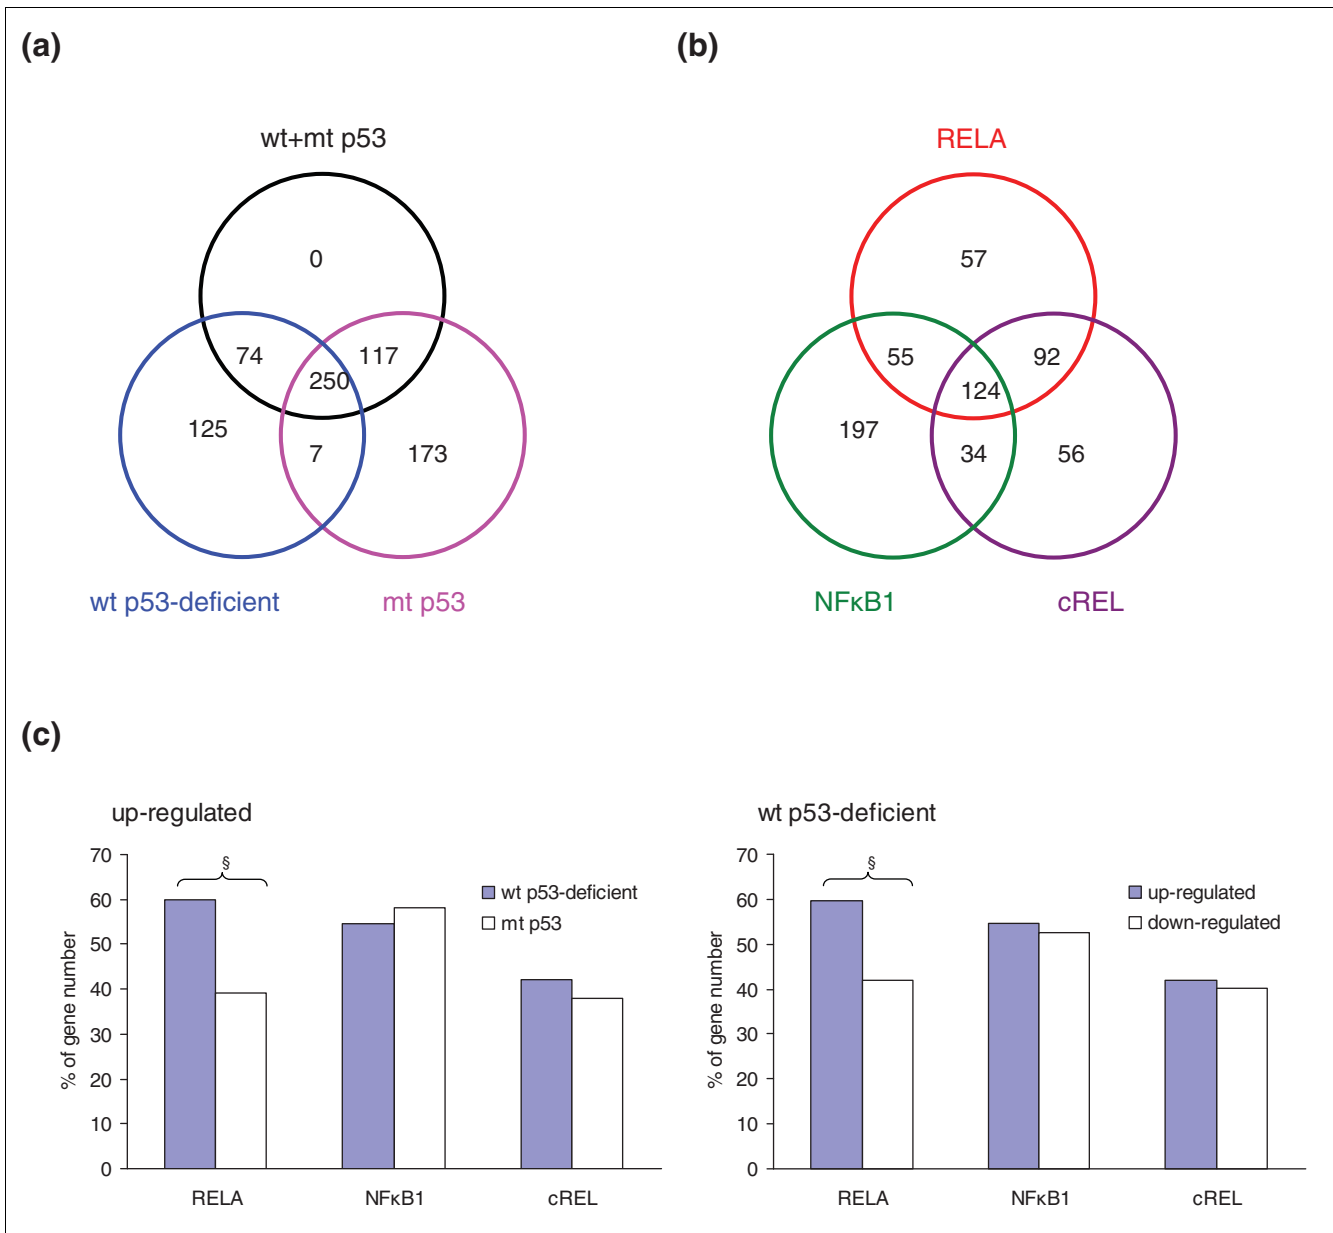 (a)
wt+mt p53
0
74
117
250
125
7
173
wt p53-deficient
mt p53
(b)
RELA
57
55
92
124
197
34
56
NFκB1
cREL
(c)
up-regulated
% of gene number
70
60
50
40
30
20
10
0
§
wt p53-deficient
mt p53
RELA
NFκB1
cREL
wt p53-deficient
% of gene number
70
60
50
40
30
20
10
0
§
up-regulated
down-regulated
RELA
NFκB1
cREL